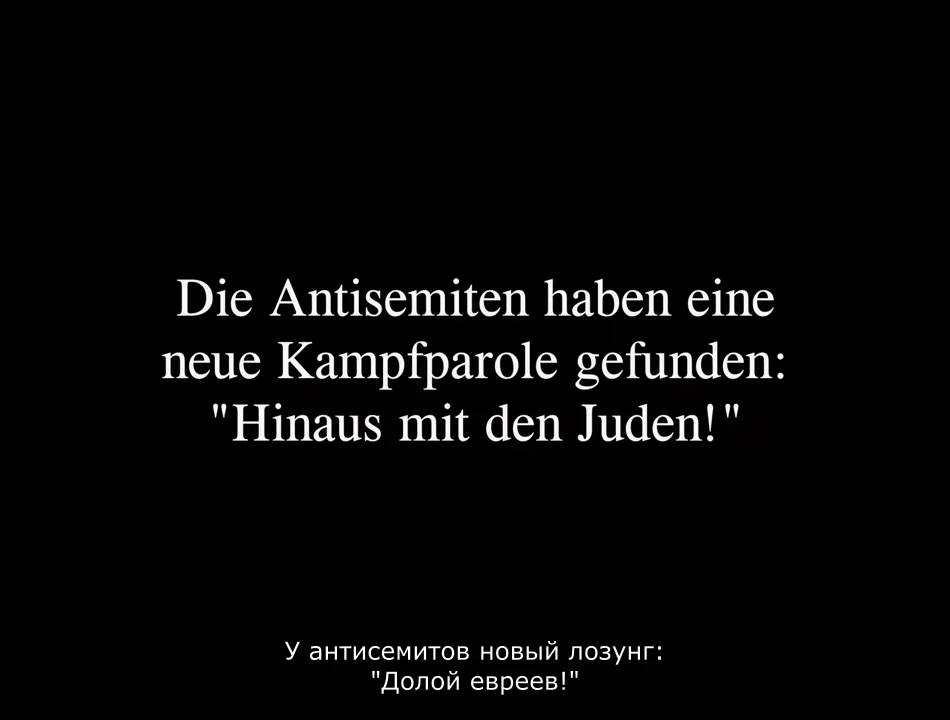 Die Antisemiten haben eine
neue Kampfparole gefunden:
"Hinaus mit den Juden!"
У антисемитов новый лозунг:
"Долой евреев!"